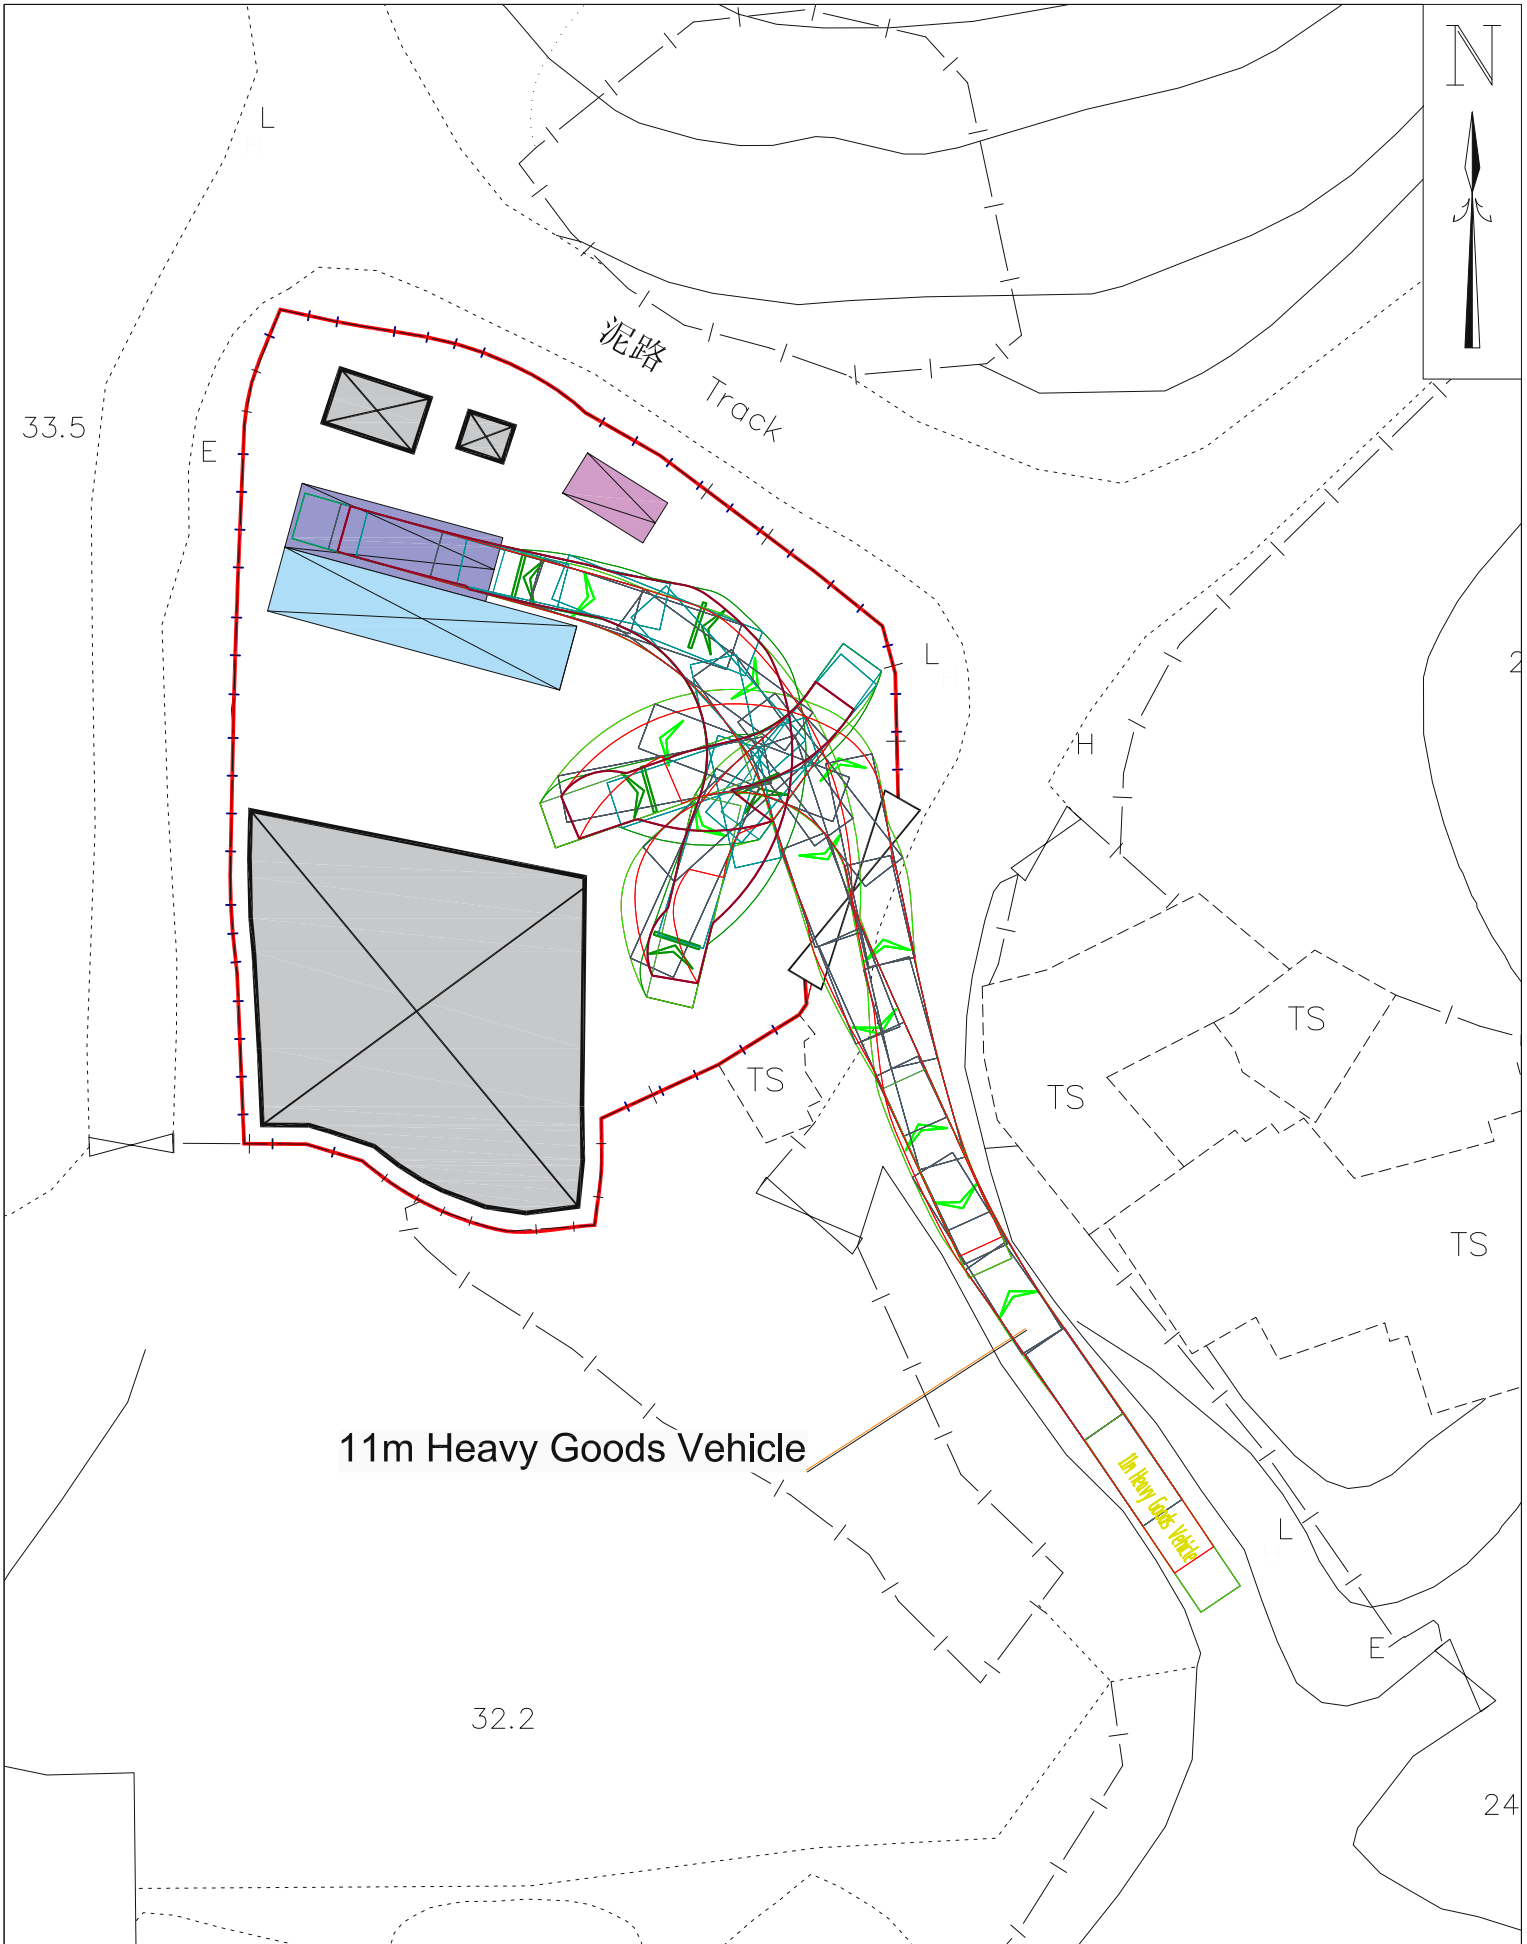 N
L
泥路
Track
33.5
E
L
2
H
TS
TS
TS
TS
11m Heavy Goods Vehicle
11m Heavy Goods Vehicle
L
E
32.2
24